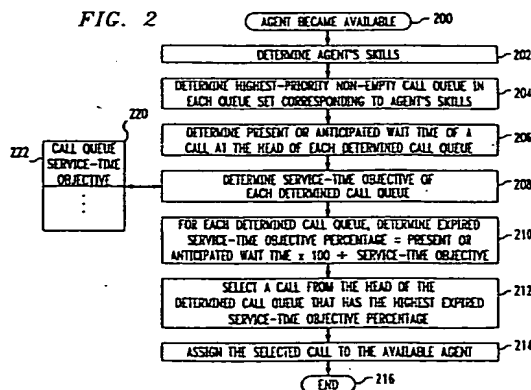 FIG. 2
AGENT BECAME AVAILABLE
200
DETERMINE AGENT'S SKILLS
202
DETERMINE HIGHEST-PRIORITY NON-EMPTY CALL QUEUE IN
EACH QUEUE SET CORRESPONDING TO AGENT'S SKILLS
204
DETERMINE PRESENT OR ANTICIPATED WAIT TIME OF A
CALL AT THE HEAD OF EACH DETERMINED CALL QUEUE
206
220
222
CALL QUEUE
SERVICE-TIME
OBJECTIVE
DETERMINE SERVICE-TIME OBJECTIVE OF
EACH DETERMINED CALL QUEUE
208
FOR EACH DETERMINED CALL QUEUE, DETERMINE EXPIRED
SERVICE-TIME OBJECTIVE PERCENTAGE = PRESENT OR
ANTICIPATED WAIT TIME x 100 ÷ SERVICE-TIME OBJECTIVE
210
SELECT A CALL FROM THE HEAD OF THE
DETERMINED CALL QUEUE THAT HAS THE HIGHEST EXPIRED
SERVICE-TIME OBJECTIVE PERCENTAGE
212
ASSIGN THE SELECTED CALL TO THE AVAILABLE AGENT
214
END
216